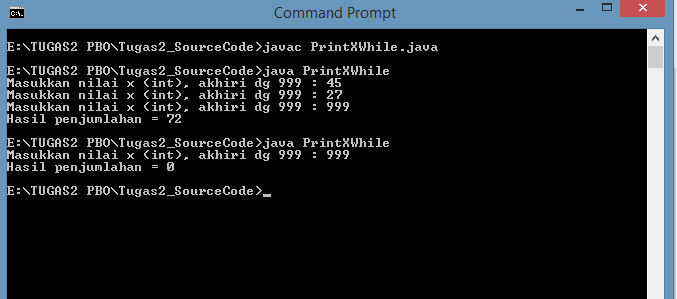 Command Prompt
E:\TUGAS2 PBO\Tugas2_SourceCode>javac PrintXWhile.java
E:\TUGAS2 PBO\Tugas2_SourceCode>java PrintXWhile
Masukkan nilai x (int), akhiri dg 999 : 45
Masukkan nilai x (int), akhiri dg 999 : 27
Masukkan nilai x (int), akhiri dg 999 : 999
Hasil penjumlahan = 72
E:\TUGAS2 PBO\Tugas2_SourceCode>java PrintXWhile
Masukkan nilai x (int), akhiri dg 999 : 999
Hasil penjumlahan = 0
E:\TUGAS2 PBO\Tugas2_SourceCode>_